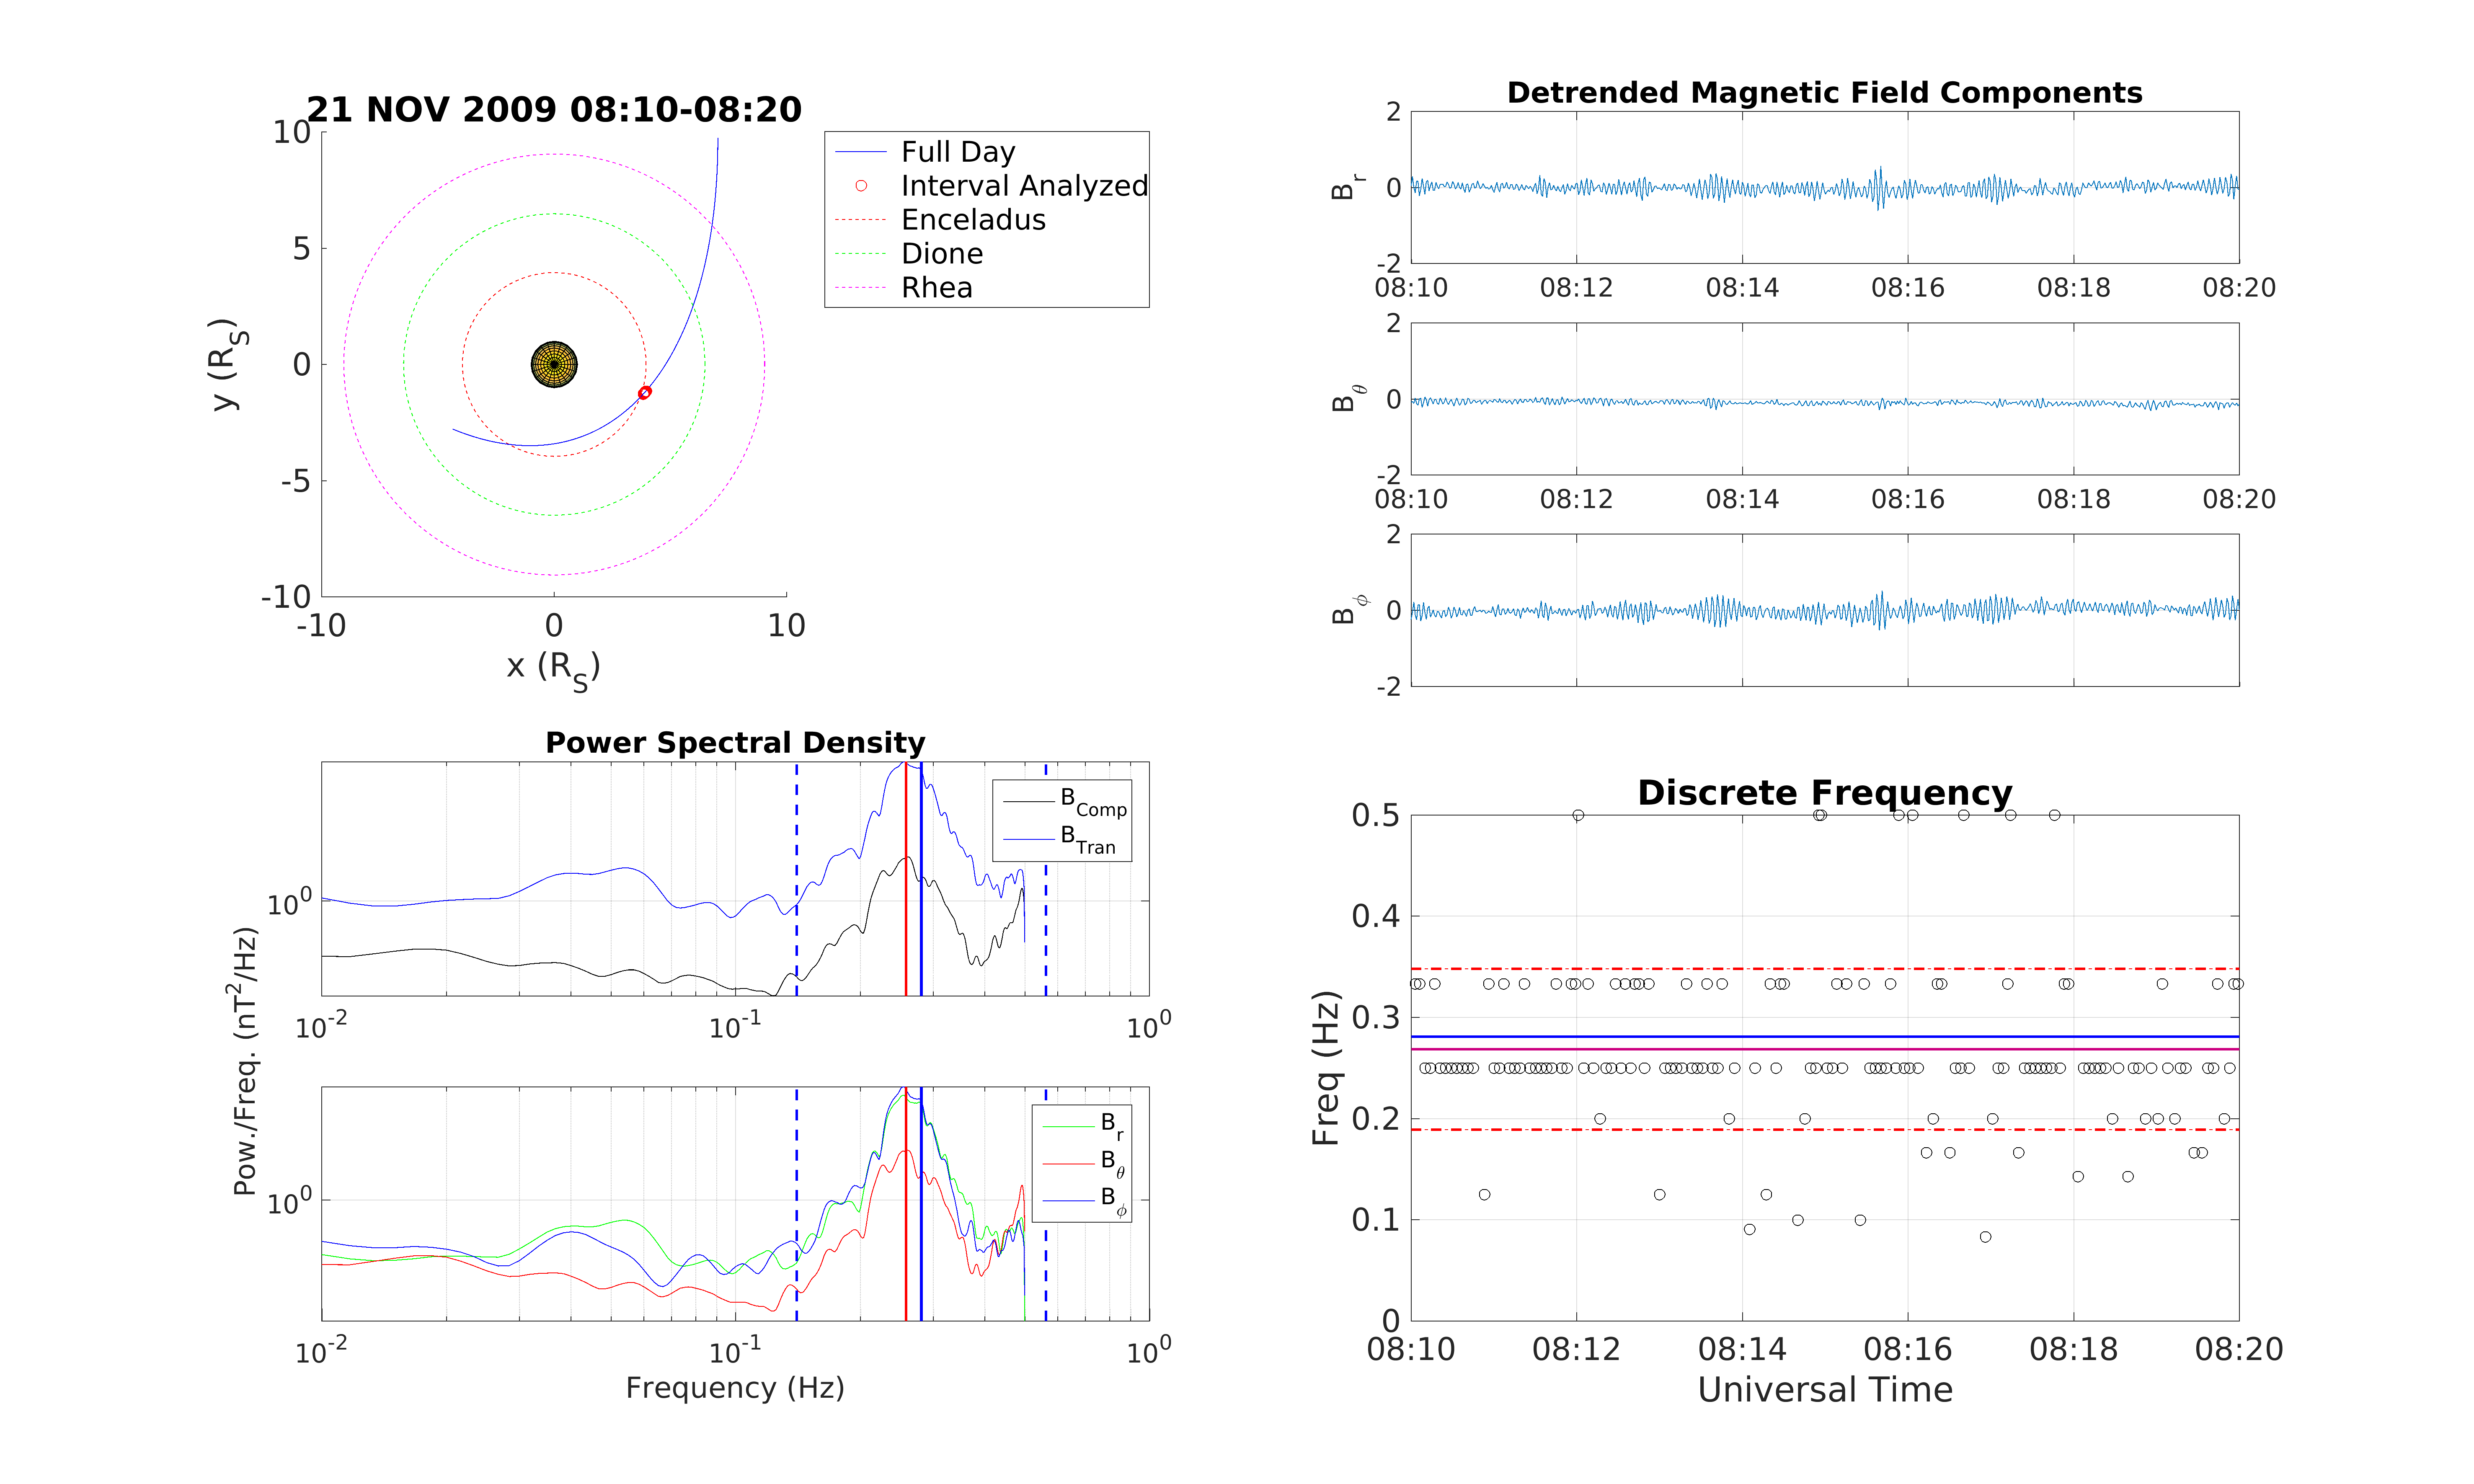 21 NOV 2009 08:10-08:20
10
5
0
-5
-10
y (R_S)
-10 0 10
x (R_S)
Full Day
Interval Analyzed
Enceladus
Dione
Rhea
Detrended Magnetic Field Components
2
0
-2
B_r
08:10 08:12 08:14 08:16 08:18 08:20
2
0
-2
B_θ
08:10 08:12 08:14 08:16 08:18 08:20
2
0
-2
B_ϕ
Power Spectral Density
10^0
B_Comp
B_Tran
10^-2 10^-1 10^0
Pow./Freq. (nT^2/Hz)
10^0
B_r
B_θ
B_ϕ
10^-2 10^-1 10^0
Frequency (Hz)
Discrete Frequency
0.5
0.4
0.3
0.2
0.1
0
Freq (Hz)
08:10 08:12 08:14 08:16 08:18 08:20
Universal Time